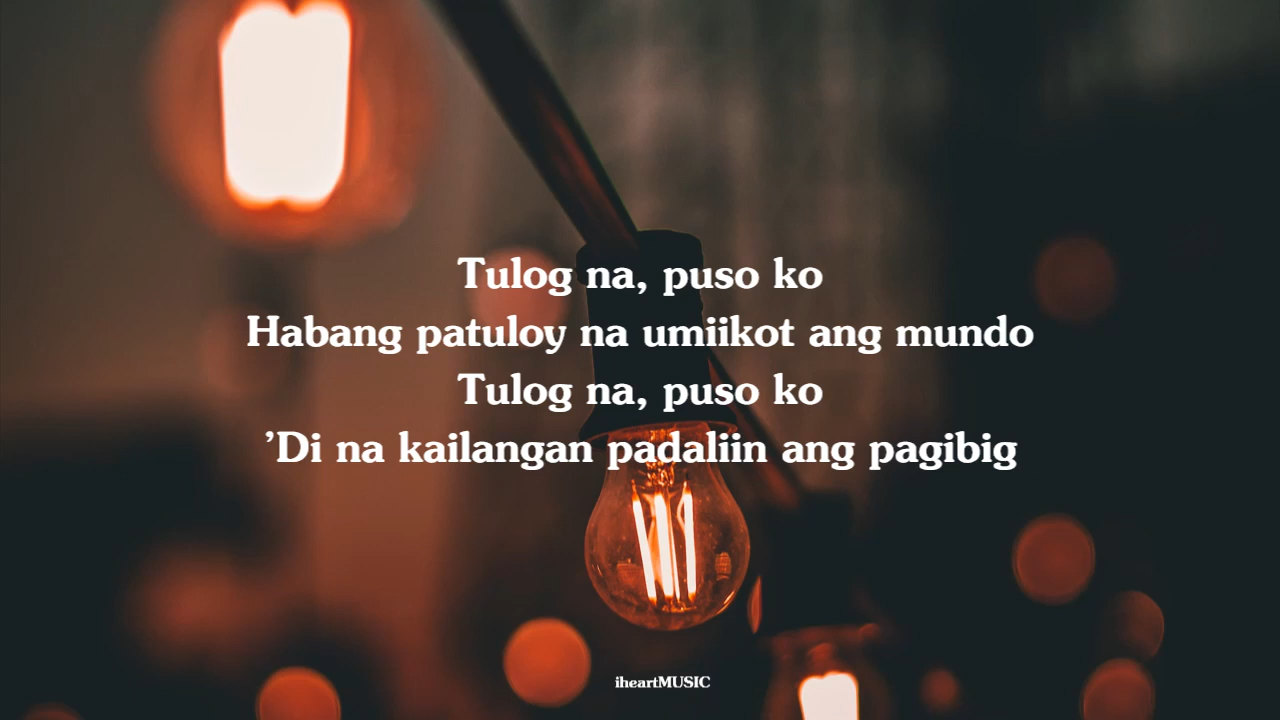 Tulog na, puso ko
Habang patuloy na umiikot ang mundo
Tulog na, puso ko
’Di na kailangan padaliin ang pagibig
iheartMUSIC